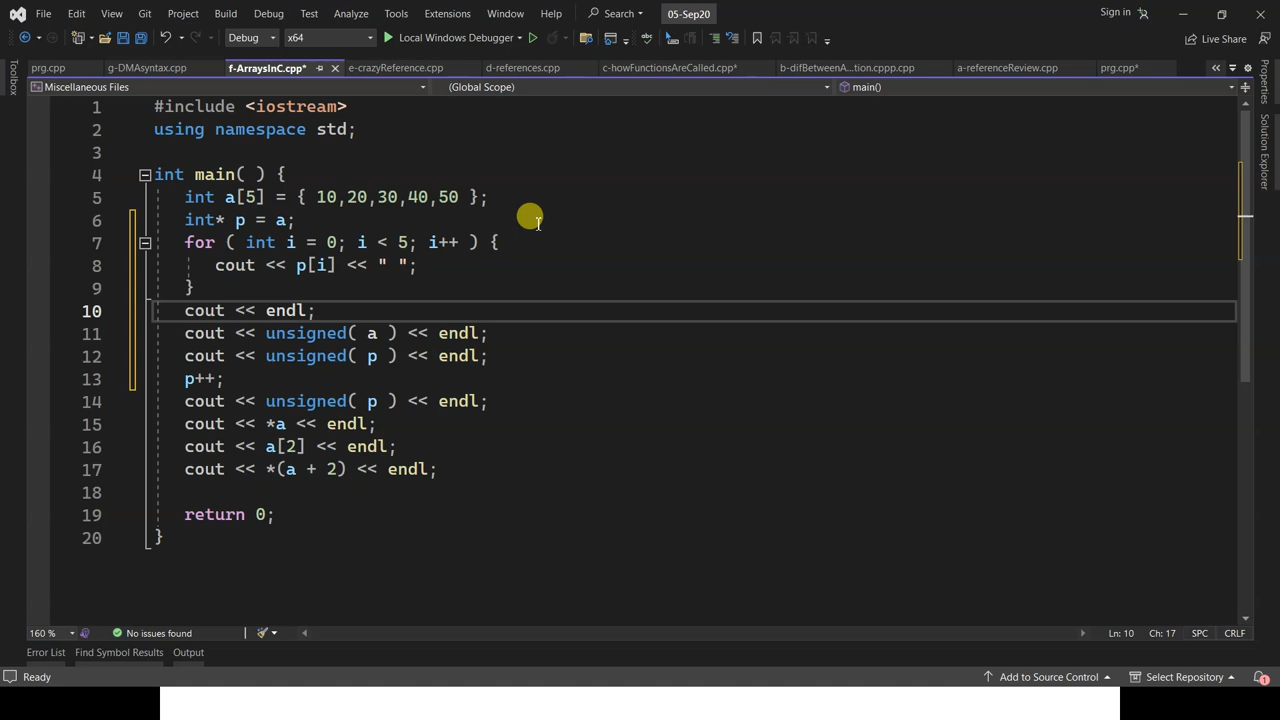 File Edit View Git Project Build Debug Test Analyze Tools Extensions Window Help Search 05-Sep20 Sign in
Debug x64 Local Windows Debugger Live Share
prg.cpp g-DMAsyntax.cpp f-ArraysInC.cpp* e-crazyReference.cpp d-references.cpp c-howFunctionsAreCalled.cpp* b-difBetweenA...tion.cppp.cpp a-referenceReview.cpp prg.cpp*
Toolbox
Miscellaneous Files (Global Scope) main()
Properties
Solution Explorer
1 #include <iostream>
2 using namespace std;
3
4 int main( ) {
5 int a[5] = { 10,20,30,40,50 };
6 int* p = a;
7 for ( int i = 0; i < 5; i++ ) {
8 cout << p[i] << " ";
9 }
10 cout << endl;
11 cout << unsigned( a ) << endl;
12 cout << unsigned( p ) << endl;
13 p++;
14 cout << unsigned( p ) << endl;
15 cout << *a << endl;
16 cout << a[2] << endl;
17 cout << *(a + 2) << endl;
18
19 return 0;
20 }
160 % No issues found Ln: 10 Ch: 17 SPC CRLF
Error List Find Symbol Results Output
Ready Add to Source Control Select Repository 1